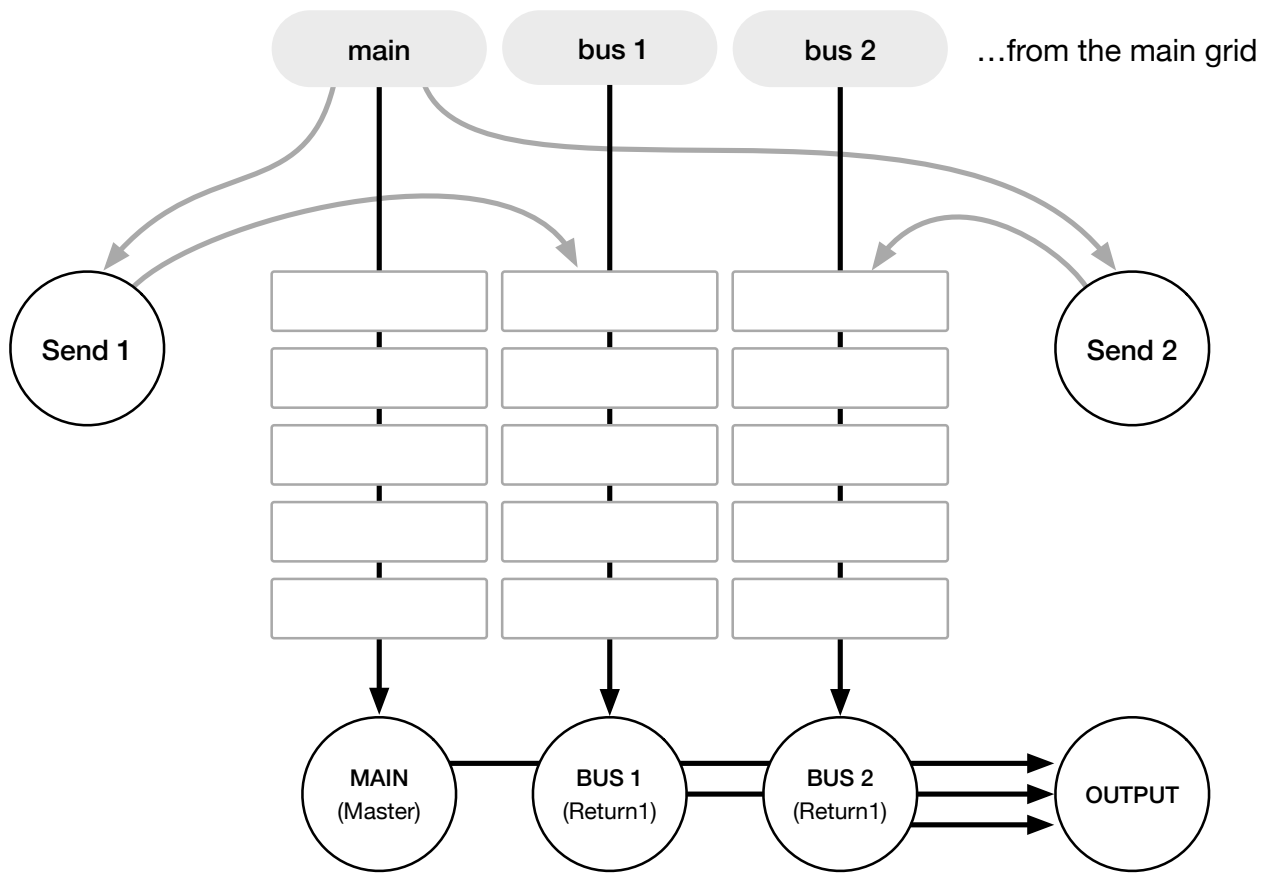 main
bus 1
bus 2
…from the main grid
Send 1
Send 2
MAIN
(Master)
BUS 1
(Return1)
BUS 2
(Return1)
OUTPUT